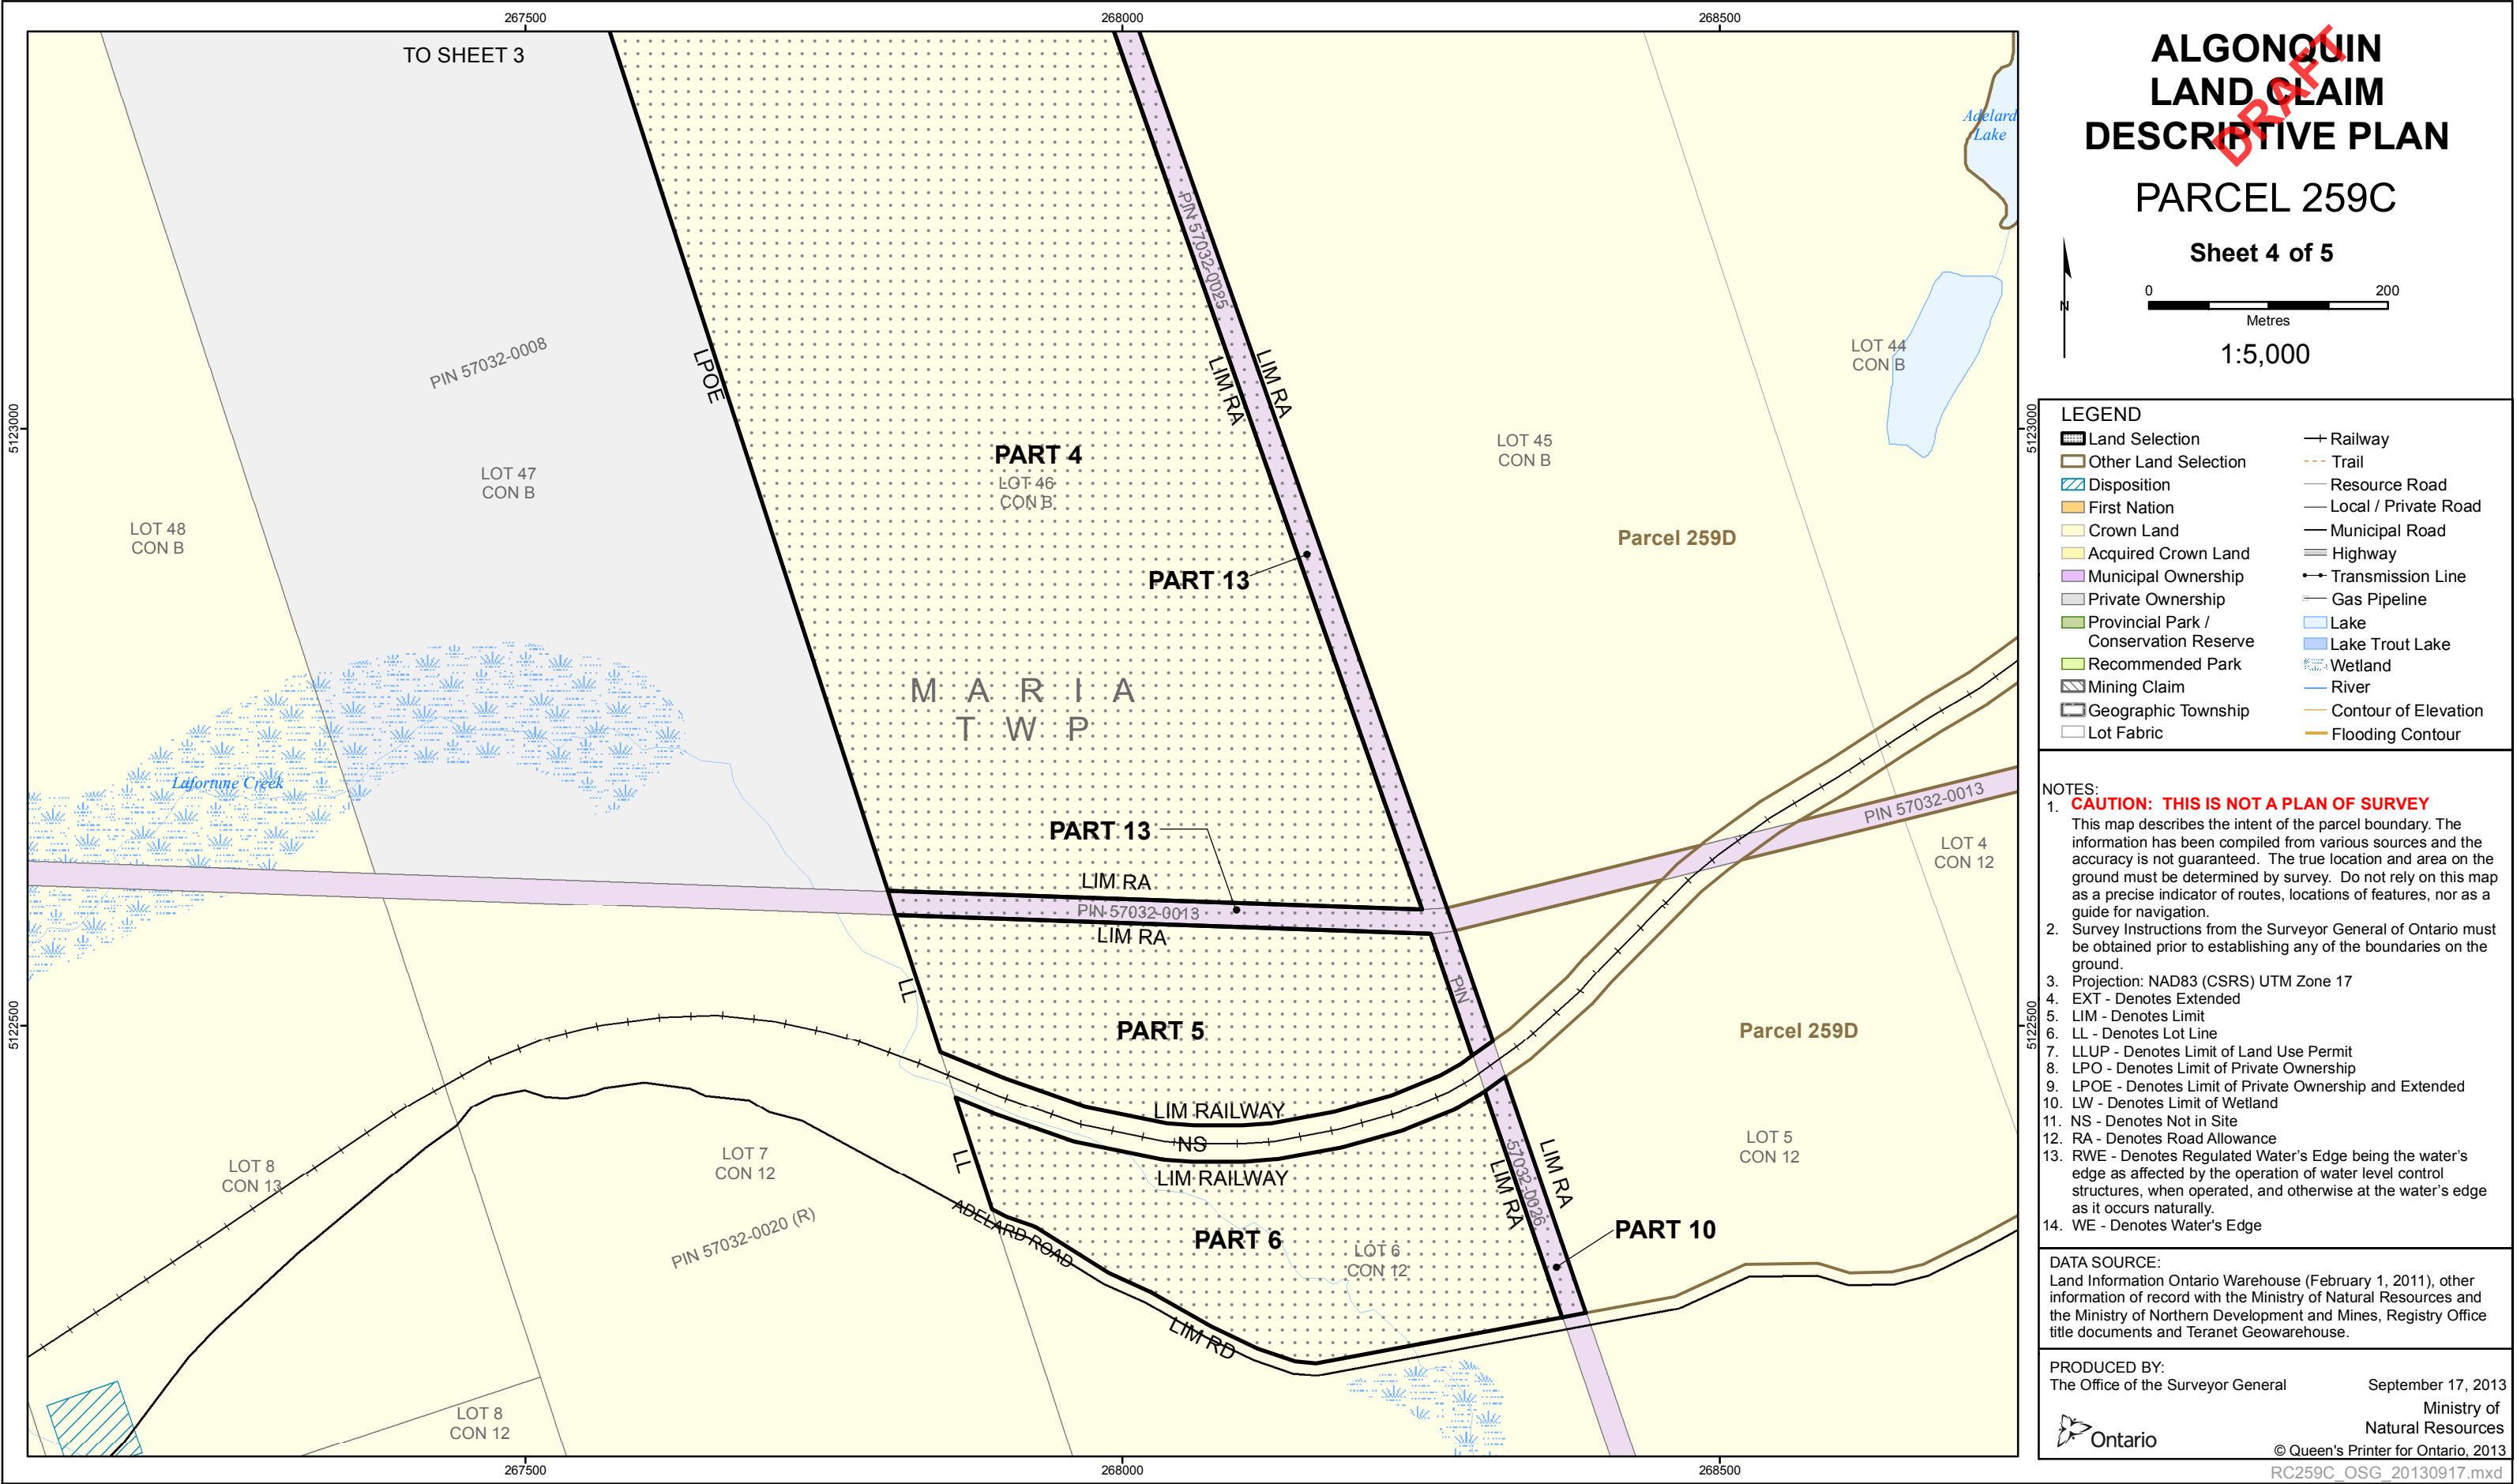 267500
268000
268500
TO SHEET 3
Adelard
Lake
PIN 57032-0025
PIN 57032-0008
LPOE
LIM RA
LIM RA
LOT 44
CON B
5123000
5123000
PART 4
LOT 46
CON B
LOT 45
CON B
LOT 47
CON B
LOT 48
CON B
Parcel 259D
PART 13
MARIA
TWP
Lafortune Creek
PIN 57032-0013
PART 13
LOT 4
CON 12
LIM RA
PIN 57032-0013
LIM RA
LL
PIN
5122500
5122500
PART 5
Parcel 259D
LIM RAILWAY
NS
LIM RAILWAY
LOT 7
CON 12
LOT 8
CON 13
LL
LOT 5
CON 12
LIM RA
57032-0026
LIM RA
PIN 57032-0020 (R)
ADELARD ROAD
PART 6
LOT 6
CON 12
PART 10
LIM RD
LOT 8
CON 12
267500
268000
268500
ALGONQUIN
LAND CLAIM
DESCRIPTIVE PLAN
DRAFT
PARCEL 259C
Sheet 4 of 5
N
0 200
Metres
1:5,000
LEGEND
Land Selection
Other Land Selection
Disposition
First Nation
Crown Land
Acquired Crown Land
Municipal Ownership
Private Ownership
Provincial Park /
Conservation Reserve
Recommended Park
Mining Claim
Geographic Township
Lot Fabric
Railway
Trail
Resource Road
Local / Private Road
Municipal Road
Highway
Transmission Line
Gas Pipeline
Lake
Lake Trout Lake
Wetland
River
Contour of Elevation
Flooding Contour
NOTES:
1. CAUTION: THIS IS NOT A PLAN OF SURVEY
This map describes the intent of the parcel boundary. The
information has been compiled from various sources and the
accuracy is not guaranteed. The true location and area on the
ground must be determined by survey. Do not rely on this map
as a precise indicator of routes, locations of features, nor as a
guide for navigation.
2. Survey Instructions from the Surveyor General of Ontario must
be obtained prior to establishing any of the boundaries on the
ground.
3. Projection: NAD83 (CSRS) UTM Zone 17
4. EXT - Denotes Extended
5. LIM - Denotes Limit
6. LL - Denotes Lot Line
7. LLUP - Denotes Limit of Land Use Permit
8. LPO - Denotes Limit of Private Ownership
9. LPOE - Denotes Limit of Private Ownership and Extended
10. LW - Denotes Limit of Wetland
11. NS - Denotes Not in Site
12. RA - Denotes Road Allowance
13. RWE - Denotes Regulated Water's Edge being the water's
edge as affected by the operation of water level control
structures, when operated, and otherwise at the water's edge
as it occurs naturally.
14. WE - Denotes Water's Edge
DATA SOURCE:
Land Information Ontario Warehouse (February 1, 2011), other
information of record with the Ministry of Natural Resources and
the Ministry of Northern Development and Mines, Registry Office
title documents and Teranet Geowarehouse.
PRODUCED BY:
The Office of the Surveyor General September 17, 2013
Ministry of
Natural Resources
Ontario
© Queen's Printer for Ontario, 2013
RC259C_OSG_20130917.mxd